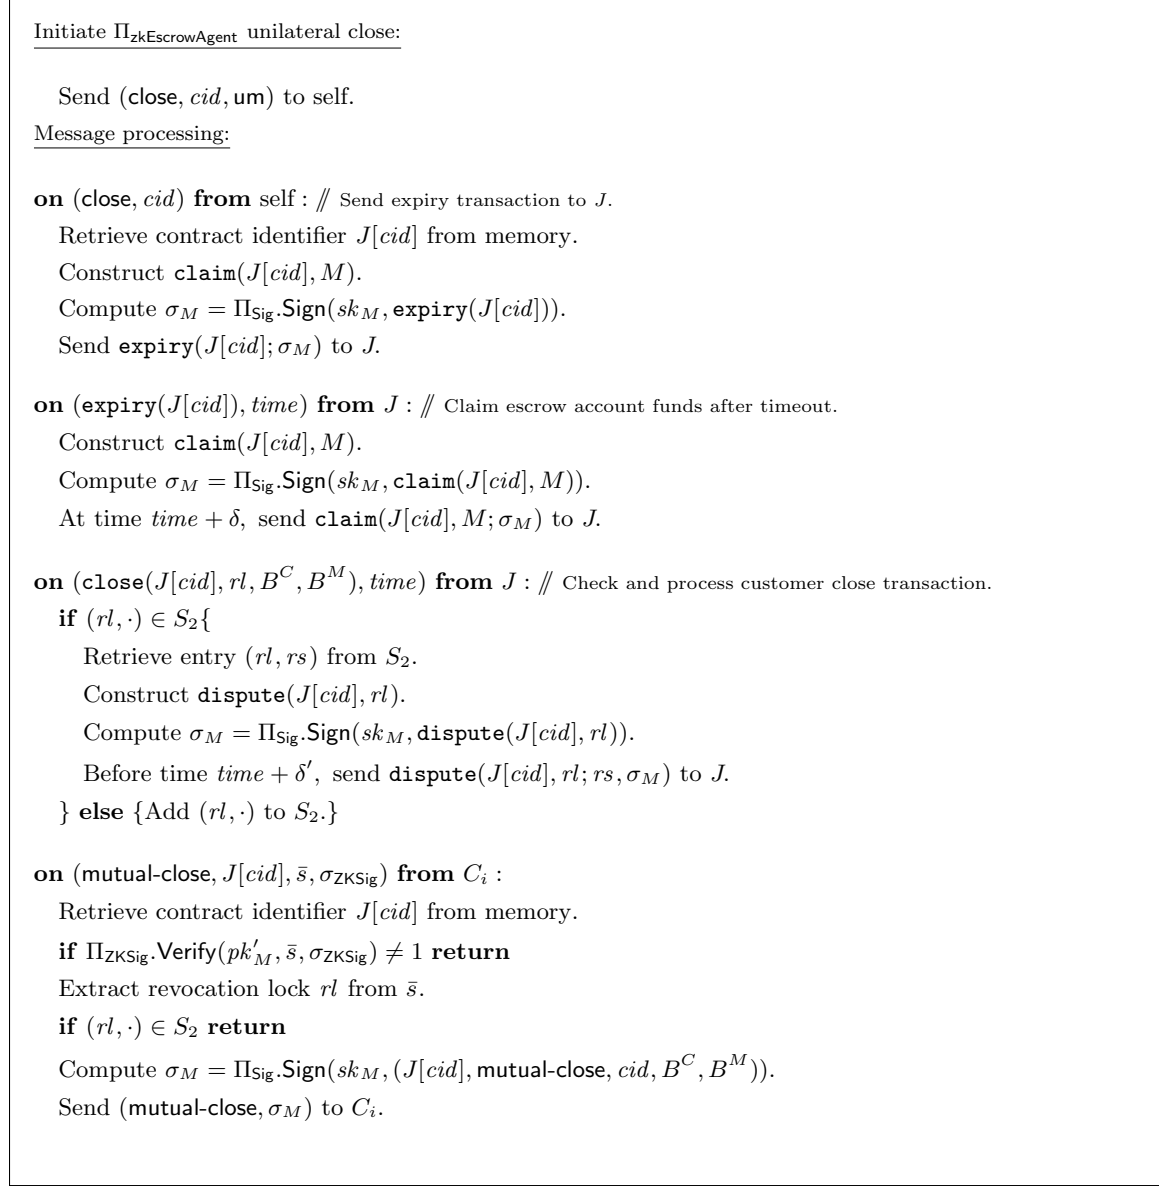 Initiate Π_zkEscrowAgent unilateral close:
Send (close, cid, um) to self.
Message processing:
on (close, cid) from self : // Send expiry transaction to J.
Retrieve contract identifier J[cid] from memory.
Construct claim(J[cid], M).
Compute σ_M = Π_Sig.Sign(sk_M, expiry(J[cid])).
Send expiry(J[cid]; σ_M) to J.
on (expiry(J[cid]), time) from J : // Claim escrow account funds after timeout.
Construct claim(J[cid], M).
Compute σ_M = Π_Sig.Sign(sk_M, claim(J[cid], M)).
At time time + δ, send claim(J[cid], M; σ_M) to J.
on (close(J[cid], rl, B^C, B^M), time) from J : // Check and process customer close transaction.
if (rl, ·) ∈ S_2{
Retrieve entry (rl, rs) from S_2.
Construct dispute(J[cid], rl).
Compute σ_M = Π_Sig.Sign(sk_M, dispute(J[cid], rl)).
Before time time + δ′, send dispute(J[cid], rl; rs, σ_M) to J.
} else {Add (rl, ·) to S_2.}
on (mutual-close, J[cid], s̄, σ_ZKSig) from C_i :
Retrieve contract identifier J[cid] from memory.
if Π_ZKSig.Verify(pk′_M, s̄, σ_ZKSig) ≠ 1 return
Extract revocation lock rl from s̄.
if (rl, ·) ∈ S_2 return
Compute σ_M = Π_Sig.Sign(sk_M, (J[cid], mutual-close, cid, B^C, B^M)).
Send (mutual-close, σ_M) to C_i.